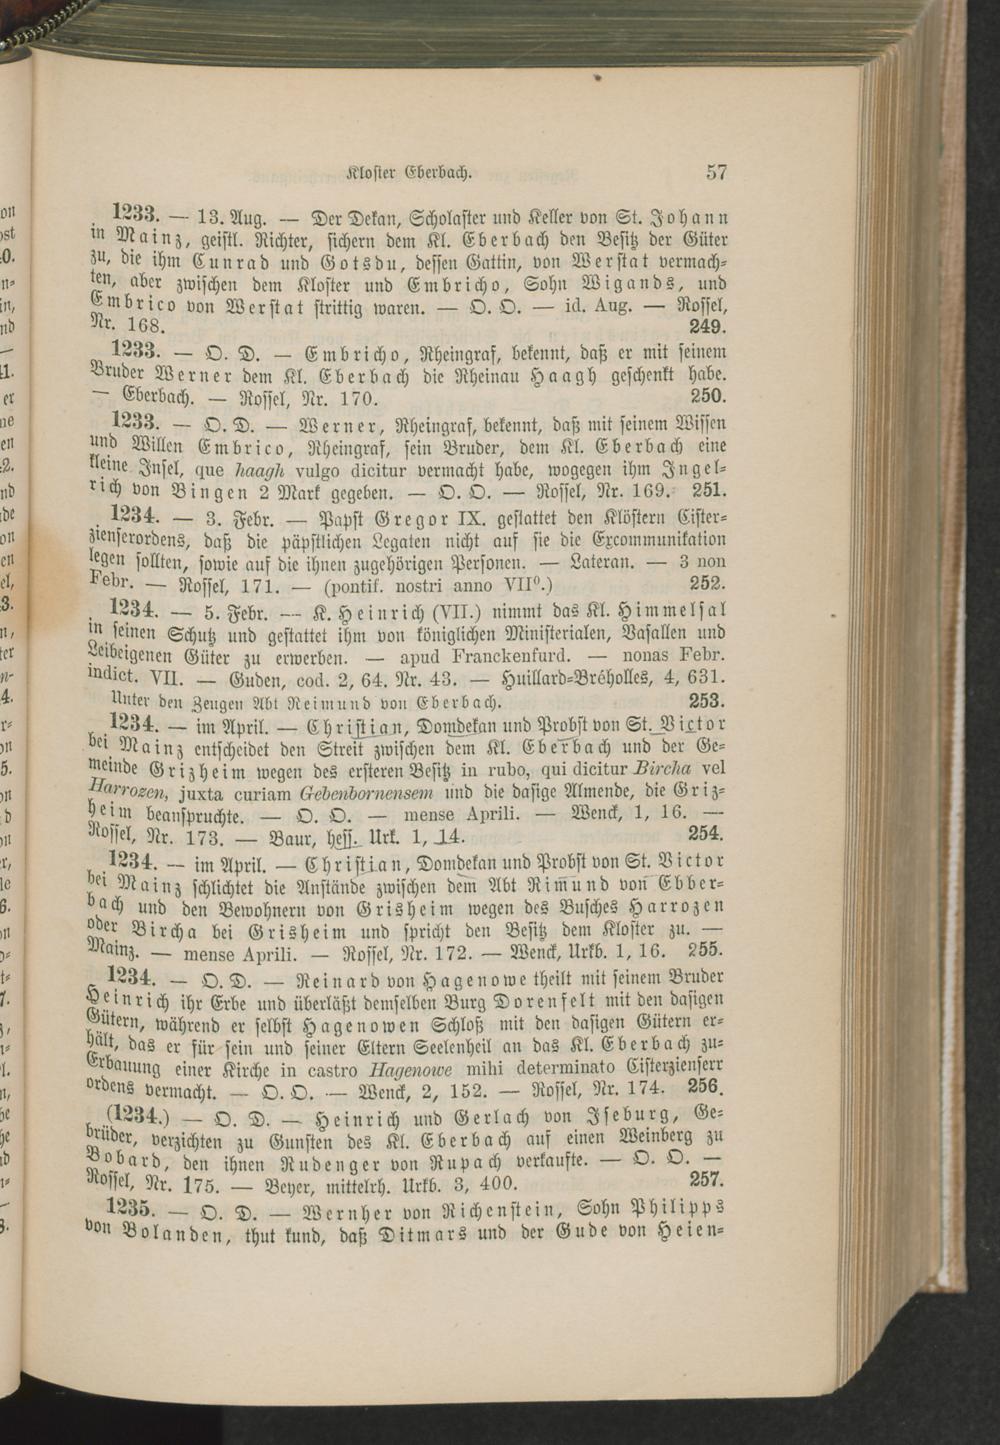 Kloster Eberbach. 57
1233. — 13. Aug. — Der Dekan, Scholaster und Keller von St. Johann
in Mainz, geistl. Richter, sichern dem Kl. Eberbach den Besitz der Güter
zu, die ihm Cunrad und Gotsdu, dessen Gattin, von Werstat vermach-
ten, aber zwischen dem Kloster und Embricho, Sohn Wigands, und
Embrico von Werstat strittig waren. — O. O. — id. Aug. — Rossel,
Nr. 168. 249.
1233. — O. D. — Embricho, Rheingraf, bekennt, daß er mit seinem
Bruder Werner dem Kl. Eberbach die Rheinau Haagh geschenkt habe.
— Eberbach. — Rossel, Nr. 170. 250.
1233. — O. D. — Werner, Rheingraf, bekennt, daß mit seinem Wissen
und Willen Embrico, Rheingraf, sein Bruder, dem Kl. Eberbach eine
kleine Insel, que haagh vulgo dicitur vermacht habe, wogegen ihm Ingel-
rich von Bingen 2 Mark gegeben. — O. O. — Rossel, Nr. 169. 251.
1234. — 3. Febr. — Papst Gregor IX. gestattet den Klöstern Cister-
zienserordens, daß die päpstlichen Legaten nicht auf sie die Excommunikation
legen sollten, sowie auf die ihnen zugehörigen Personen. — Lateran. — 3 non
Febr. — Rossel, 171. — (pontif. nostri anno VII⁰.) 252.
1234. — 5. Febr. — K. Heinrich (VII.) nimmt das Kl. Himmelsal
in seinen Schutz und gestattet ihm von königlichen Ministerialen, Vasallen und
Leibeigenen Güter zu erwerben. — apud Franckenfurd. — nonas Febr.
indict. VII. — Guden, cod. 2, 64. Nr. 43. — Huillard-Bréholles, 4, 631.
Unter den Zeugen Abt Reimund von Eberbach. 253.
1234. — im April. — Christian, Domdekan und Probst von St. Victor
bei Mainz entscheidet den Streit zwischen dem Kl. Eberbach und der Ge-
meinde Grizheim wegen des ersteren Besitz in rubo, qui dicitur Bircha vel
Harrozen, juxta curiam Gebenbornensem und die dasige Almende, die Griz-
heim beanspruchte. — O. O. — mense Aprili. — Wenck, 1, 16. —
Rossel, Nr. 173. — Baur, hess. Urk. 1, 14. 254.
1234. — im April. — Christian, Domdekan und Probst von St. Victor
bei Mainz schlichtet die Anstände zwischen dem Abt Rimund von Ebber-
bach und den Bewohnern von Grisheim wegen des Busches Harrozen
oder Bircha bei Grisheim und spricht den Besitz dem Kloster zu. —
Mainz. — mense Aprili. — Rossel, Nr. 172. — Wenck, Urkb. 1, 16. 255.
1234. — O. D. — Reinard von Hagenowe theilt mit seinem Bruder
Heinrich ihr Erbe und überläßt demselben Burg Dorenfelt mit den dasigen
Gütern, während er selbst Hagenowen Schloß mit den dasigen Gütern er-
hält, das er für sein und seiner Eltern Seelenheil an das Kl. Eberbach zu-
Erbauung einer Kirche in castro Hagenowe mihi determinato Cisterzienserr
ordens vermacht. — O. O. — Wenck, 2, 152. — Rossel, Nr. 174. 256.
(1234.) — O. D. — Heinrich und Gerlach von Iseburg, Ge-
brüder, verzichten zu Gunsten des Kl. Eberbach auf einen Weinberg zu
Bobard, den ihnen Rudenger von Rupach verkaufte. — O. O. —
Rossel, Nr. 175. — Beyer, mittelrh. Urkb. 3, 400. 257.
1235. — O. D. — Wernher von Richenstein, Sohn Philipps
von Bolanden, thut kund, daß Ditmars und der Gude von Heien-